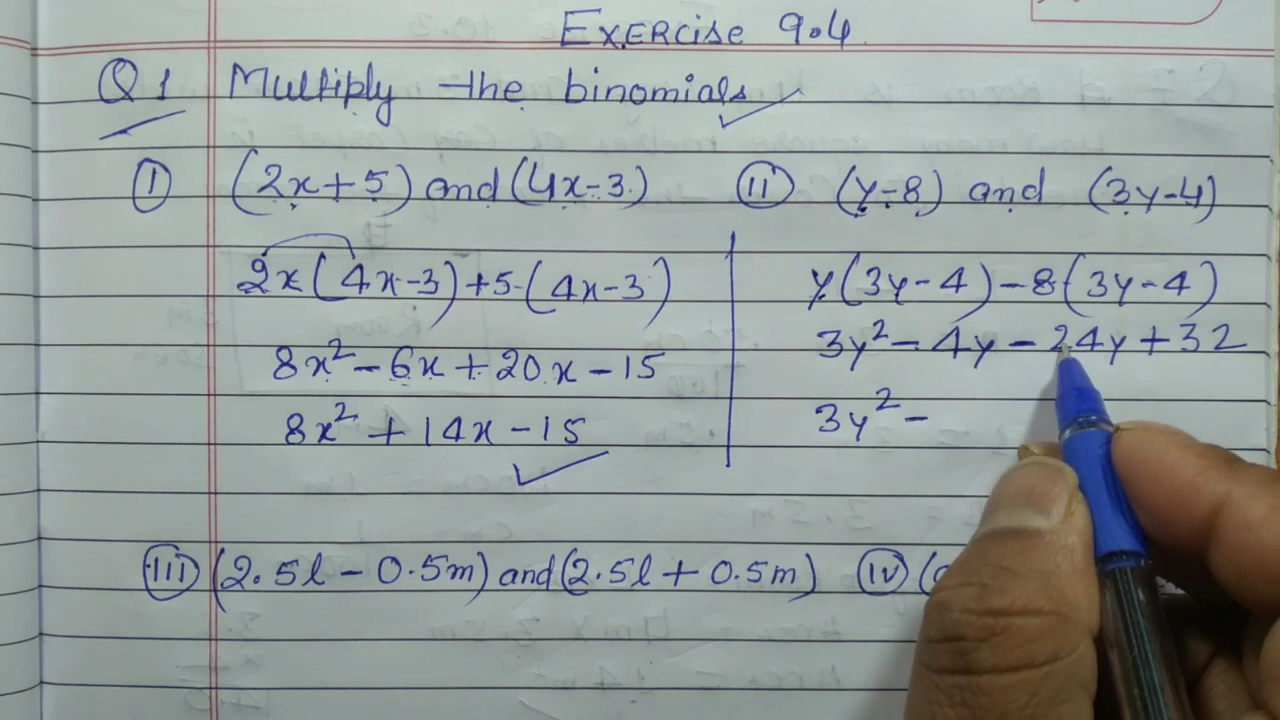 Exercise 9.4
Q1 Multiply the binomials
(I) (2x+5) and (4x-3)
2x(4x-3)+5(4x-3)
8x²-6x+20x-15
8x²+14x-15
(II) (y-8) and (3y-4)
y(3y-4)-8(3y-4)
3y²-4y-24y+32
3y²-
(III) (2.5l-0.5m) and (2.5l+0.5m)
(IV) (